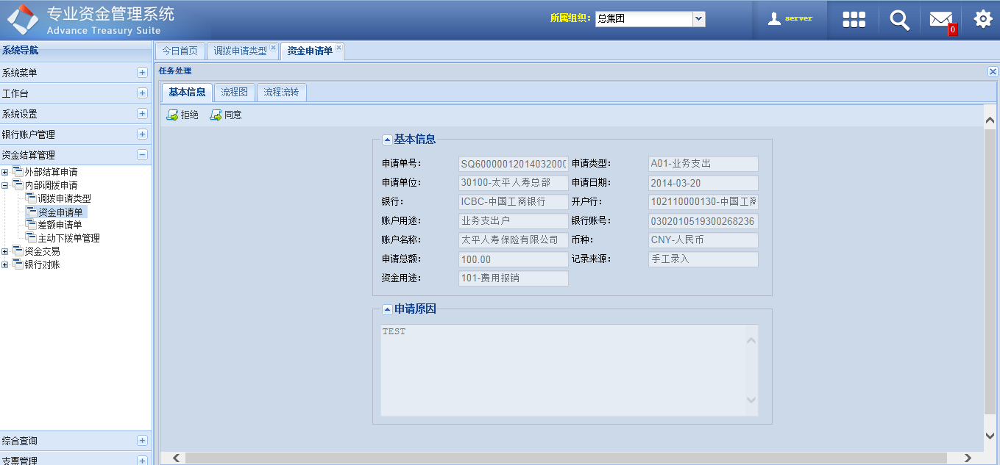 专业资金管理系统
Advance Treasury Suite
所属组织: 总集团
server
0
系统导航
系统菜单
工作台
系统设置
银行账户管理
资金结算管理
外部结算申请
内部调拨申请
调拨申请类型
资金申请单
差额申请单
主动下拨单管理
资金交易
银行对账
综合查询
支票管理
今日首页 调拨申请类型 资金申请单
任务处理
基本信息 流程图 流程流转
拒绝 同意
基本信息
申请单号: SQ6000001201403200 申请类型: A01-业务支出
申请单位: 30100-太平人寿总部 申请日期: 2014-03-20
银行: ICBC-中国工商银行 开户行: 102110000130-中国工商
账户用途: 业务支出户 银行账号: 0302010519300268236
账户名称: 太平人寿保险有限公司 币种: CNY-人民币
申请总额: 100.00 记录来源: 手工录入
资金用途: 101-费用报销
申请原因
TEST